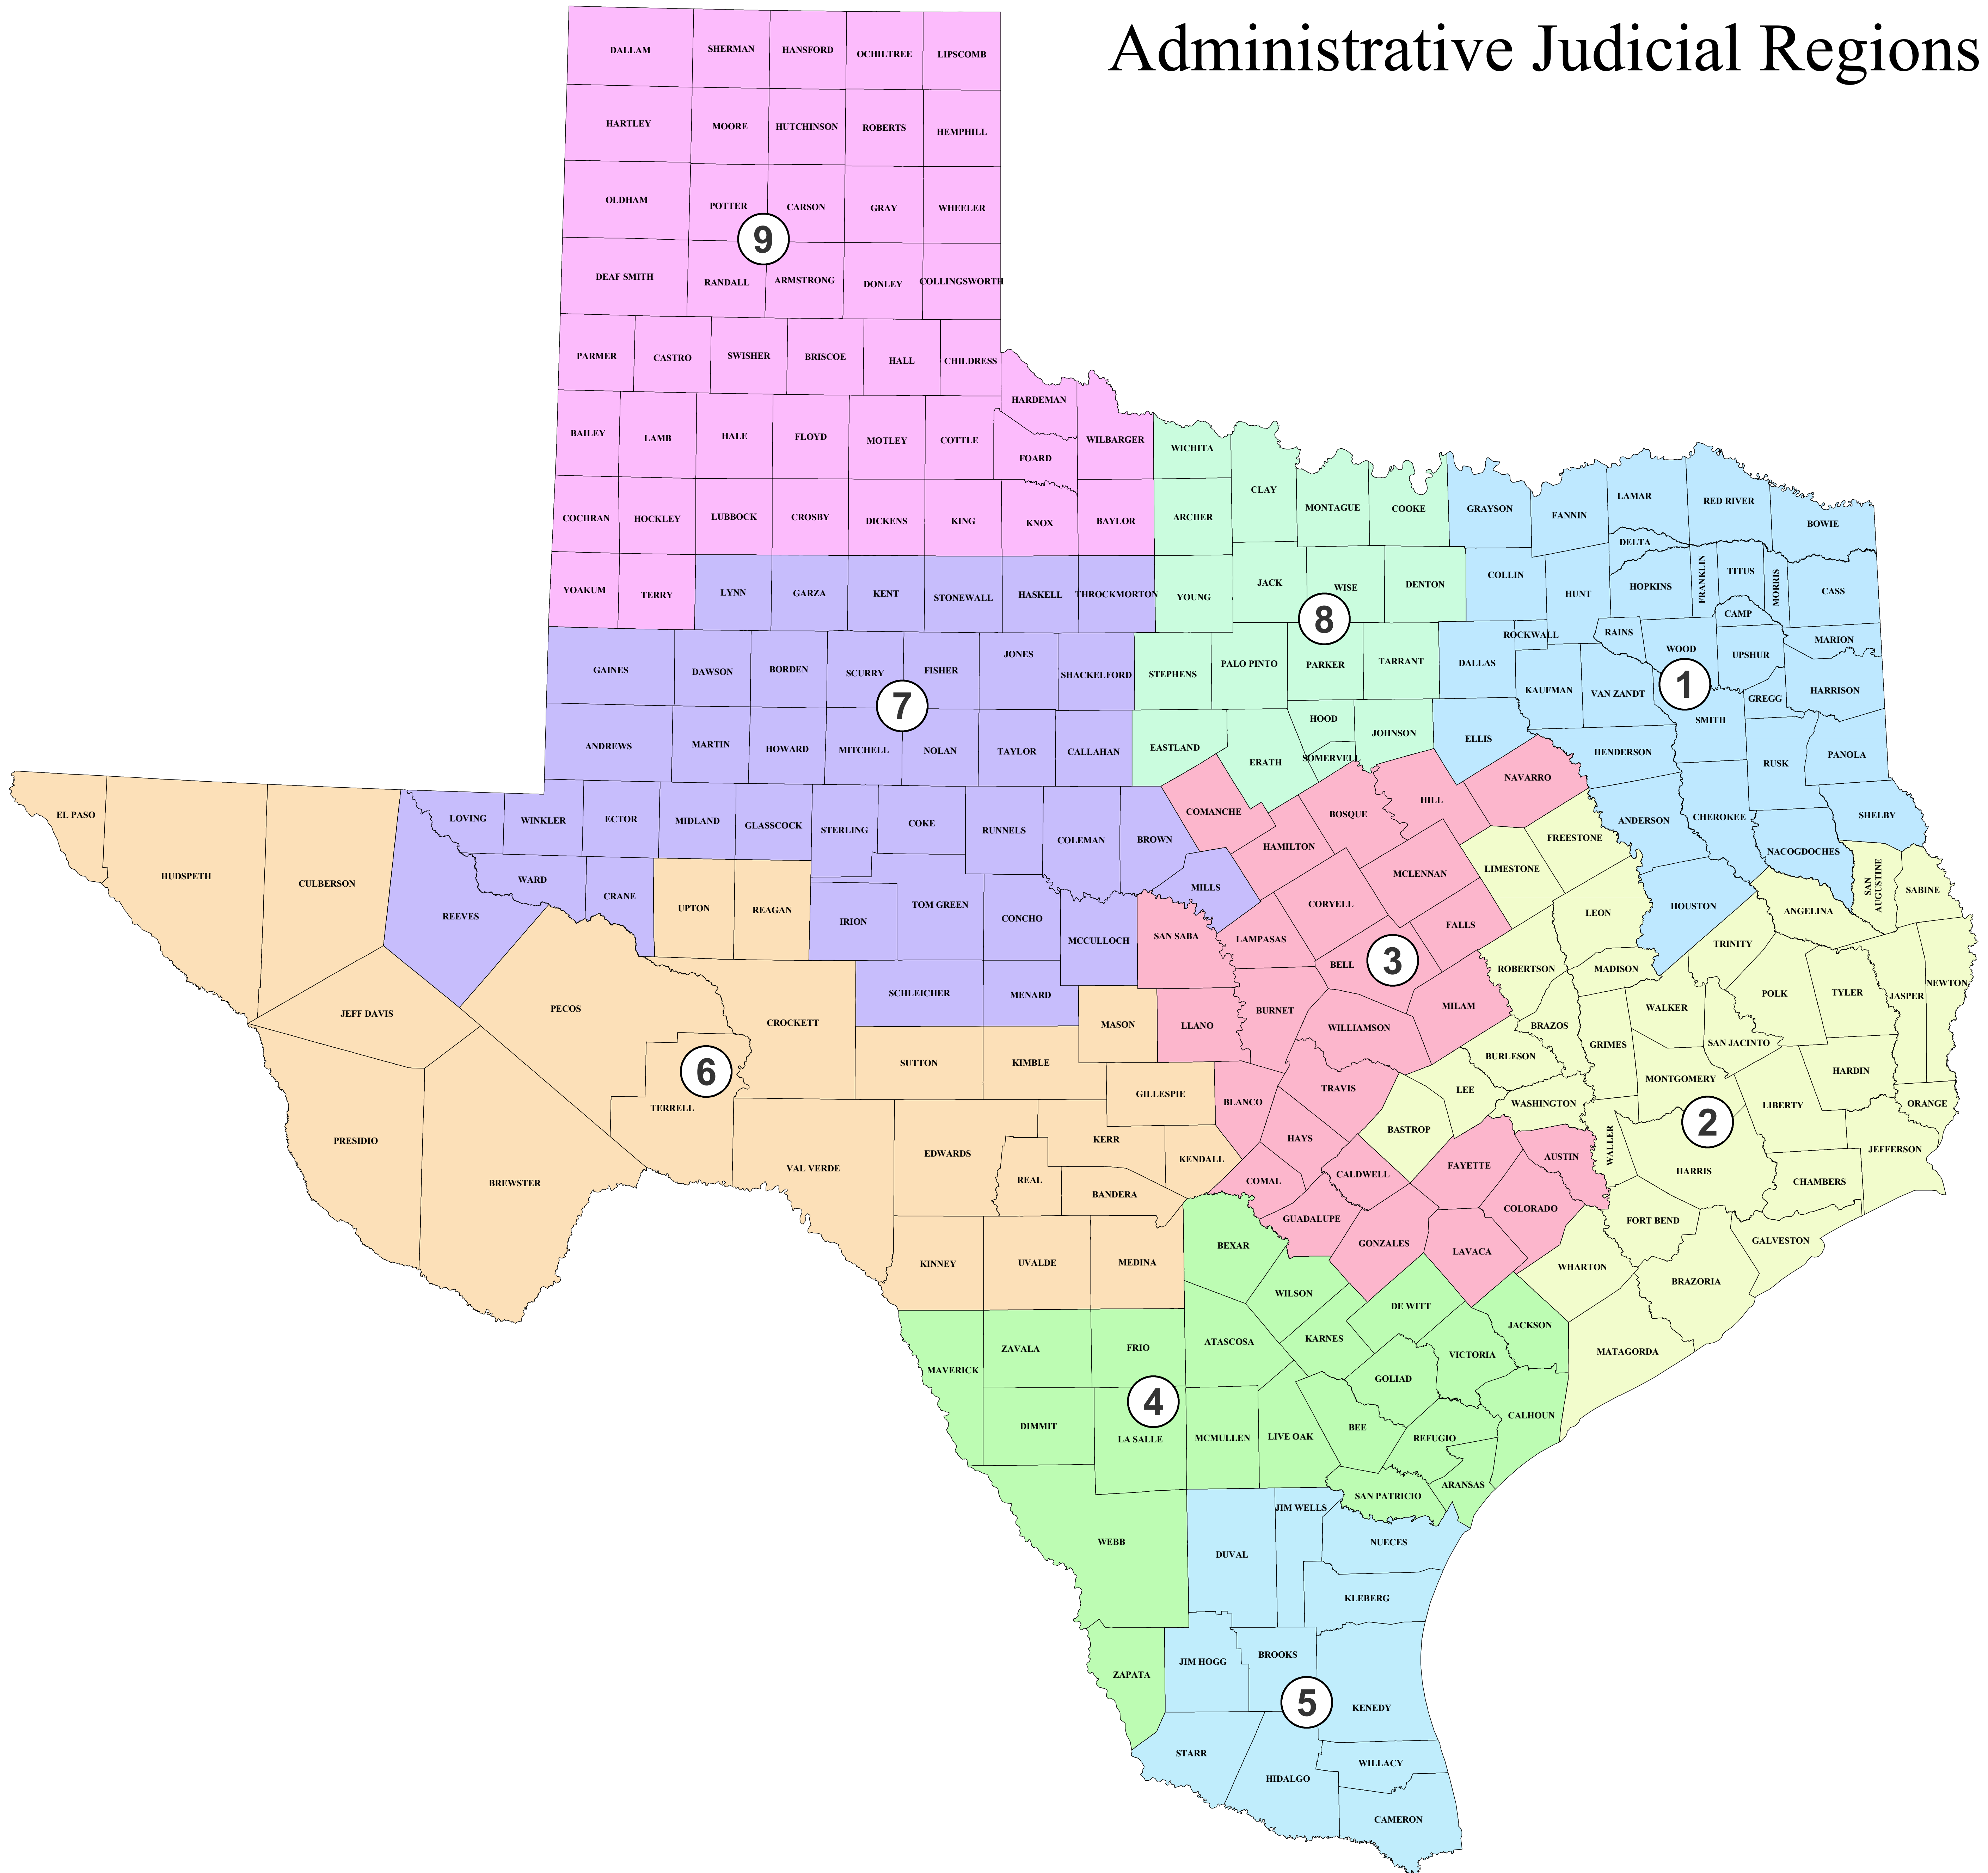 Administrative Judicial Regions
DALLAM SHERMAN HANSFORD OCHILTREE LIPSCOMB
HARTLEY MOORE HUTCHINSON ROBERTS HEMPHILL
OLDHAM POTTER CARSON GRAY WHEELER
9
DEAF SMITH RANDALL ARMSTRONG DONLEY COLLINGSWORTH
PARMER CASTRO SWISHER BRISCOE HALL CHILDRESS
HARDEMAN
BAILEY LAMB HALE FLOYD MOTLEY COTTLE FOARD WILBARGER WICHITA
CLAY MONTAGUE COOKE GRAYSON FANNIN LAMAR RED RIVER BOWIE
COCHRAN HOCKLEY LUBBOCK CROSBY DICKENS KING KNOX BAYLOR ARCHER
DELTA
YOAKUM TERRY LYNN GARZA KENT STONEWALL HASKELL THROCKMORTON YOUNG JACK WISE DENTON COLLIN HUNT HOPKINS FRANKLIN TITUS MORRIS CASS
8
CAMP
ROCKWALL RAINS WOOD UPSHUR MARION
GAINES DAWSON BORDEN SCURRY FISHER JONES SHACKELFORD STEPHENS PALO PINTO PARKER TARRANT DALLAS KAUFMAN VAN ZANDT
1
GREGG HARRISON
7
SMITH
ANDREWS MARTIN HOWARD MITCHELL NOLAN TAYLOR CALLAHAN EASTLAND ERATH HOOD SOMERVELL JOHNSON ELLIS HENDERSON RUSK PANOLA
NAVARRO
EL PASO HUDSPETH CULBERSON
LOVING WINKLER ECTOR MIDLAND GLASSCOCK STERLING COKE RUNNELS COLEMAN BROWN COMANCHE BOSQUE HILL ANDERSON CHEROKEE SHELBY
HAMILTON FREESTONE NACOGDOCHES
REEVES WARD CRANE UPTON REAGAN IRION TOM GREEN CONCHO MCCULLOCH MILLS CORYELL MCLENNAN LIMESTONE
SAN
AUGUSTINE
SABINE
SAN SABA LAMPASAS BELL FALLS LEON HOUSTON ANGELINA
3
TRINITY
ROBERTSON MADISON
JEFF DAVIS PECOS CROCKETT SCHLEICHER MENARD MASON LLANO BURNET WILLIAMSON MILAM WALKER POLK TYLER JASPER NEWTON
BRAZOS GRIMES SAN JACINTO
6
SUTTON KIMBLE BURLESON MONTGOMERY HARDIN
TERRELL GILLESPIE BLANCO TRAVIS LEE WASHINGTON LIBERTY ORANGE
2
PRESIDIO BREWSTER VAL VERDE EDWARDS KERR HAYS BASTROP WALLER JEFFERSON
REAL KENDALL CALDWELL FAYETTE AUSTIN HARRIS CHAMBERS
BANDERA COMAL GUADALUPE COLORADO FORT BEND
KINNEY UVALDE MEDINA BEXAR GONZALES LAVACA WHARTON GALVESTON
WILSON DE WITT BRAZORIA
MAVERICK ZAVALA FRIO ATASCOSA KARNES JACKSON
VICTORIA MATAGORDA
GOLIAD
4
DIMMIT LA SALLE MCMULLEN LIVE OAK BEE REFUGIO CALHOUN
SAN PATRICIO ARANSAS
JIM WELLS
WEBB DUVAL NUECES
KLEBERG
ZAPATA JIM HOGG BROOKS
5
KENEDY
STARR HIDALGO WILLACY
CAMERON